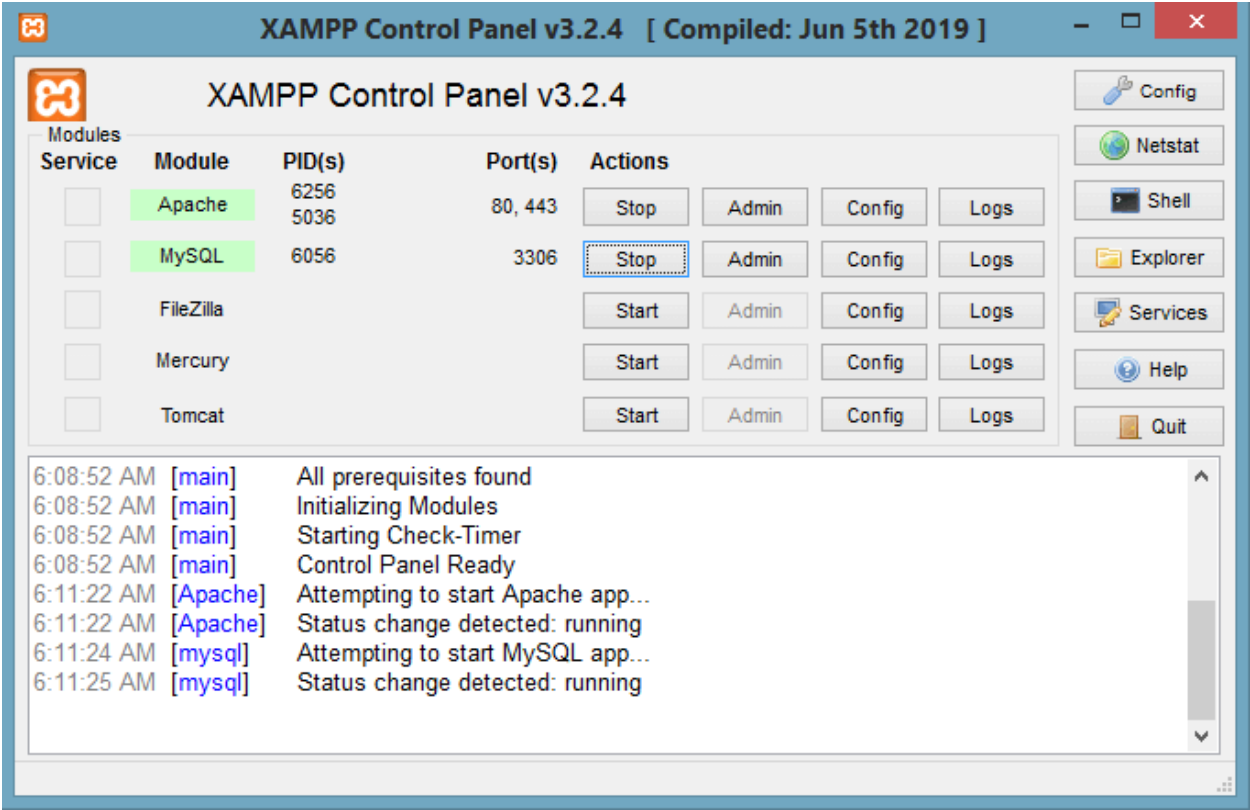 XAMPP Control Panel v3.2.4 [ Compiled: Jun 5th 2019 ]
XAMPP Control Panel v3.2.4
Config
Modules
Netstat
Service Module PID(s) Port(s) Actions
Apache 6256 5036 80, 443 Stop Admin Config Logs
Shell
MySQL 6056 3306 Stop Admin Config Logs
Explorer
FileZilla Start Admin Config Logs
Services
Mercury Start Admin Config Logs
Help
Tomcat Start Admin Config Logs
Quit
6:08:52 AM [main] All prerequisites found
6:08:52 AM [main] Initializing Modules
6:08:52 AM [main] Starting Check-Timer
6:08:52 AM [main] Control Panel Ready
6:11:22 AM [Apache] Attempting to start Apache app...
6:11:22 AM [Apache] Status change detected: running
6:11:24 AM [mysql] Attempting to start MySQL app...
6:11:25 AM [mysql] Status change detected: running